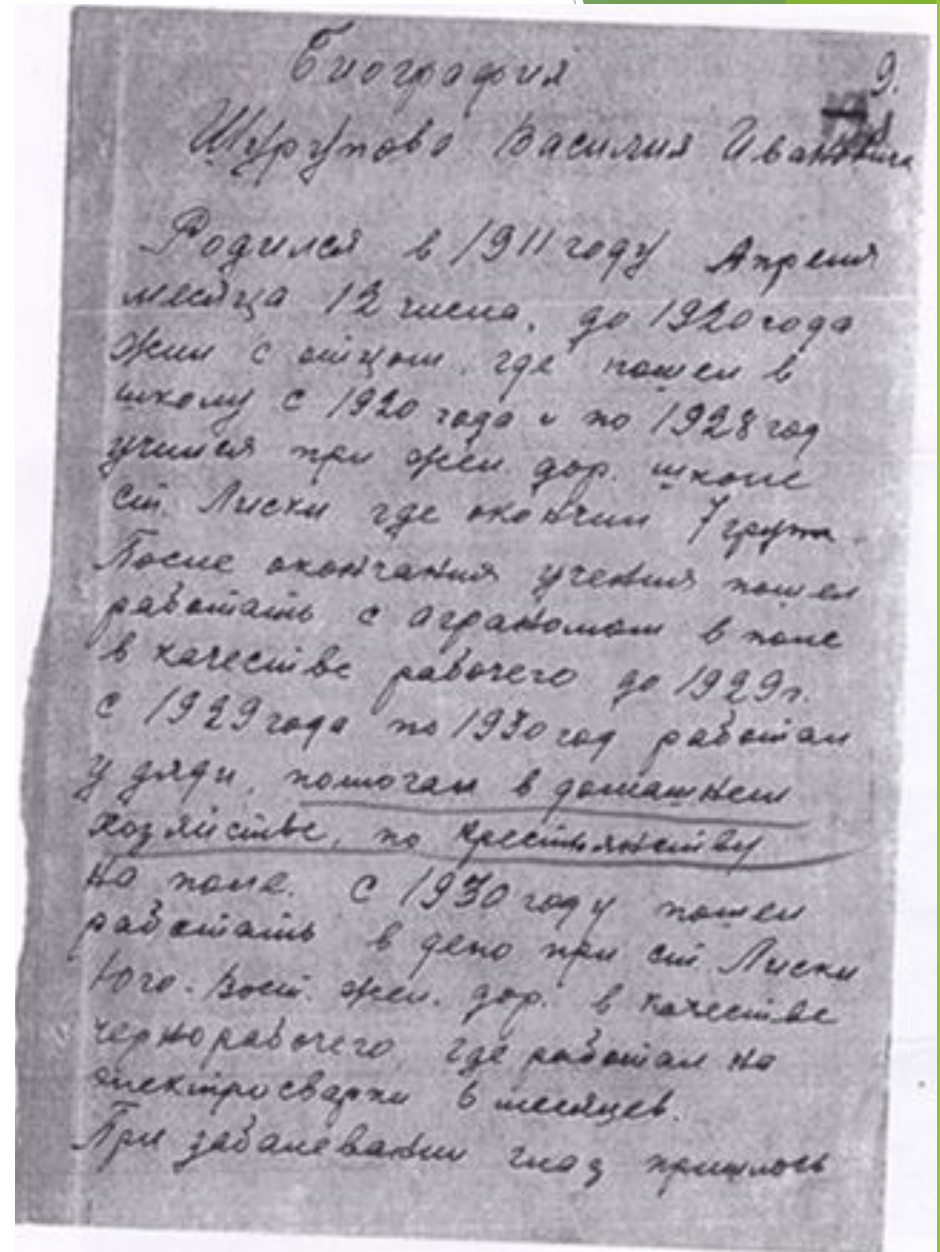 Биография
9.
Шурупова Василия Ивановича
Родился в 1911 году Апреля
месяца 12 числа, до 1920 года
жил с отцом, где пошел в
школу с 1920 года и по 1928 год
учился при жел. дор. школе
ст. Лиски где окончил 7 групп.
После окончания учения пошел
работать с аграномом в поле
в качестве рабочего до 1929 г.
с 1929 года по 1930 год работал
у дяди, помогал в домашнем
хозяйстве, по крестьянству
на поле. С 1930 году пошел
работать в депо при ст. Лиски
Юго-Вост. жел. дор. в качестве
чернорабочего, где работал на
электросварки 6 месяцев.
При забалевании глаз пришлось